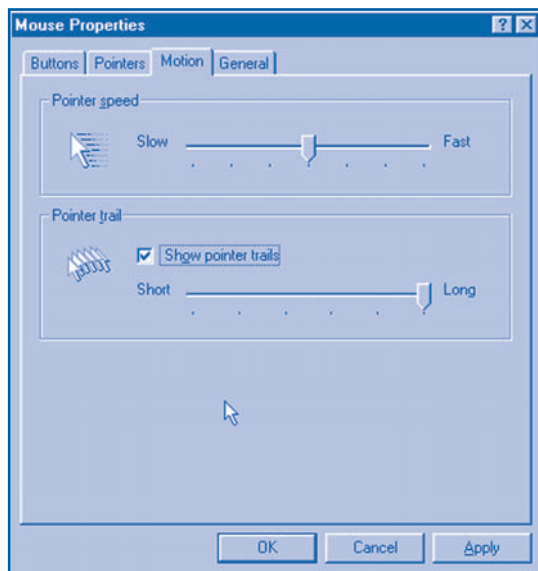 Mouse Properties
Buttons Pointers Motion General
Pointer speed
Slow Fast
Pointer trail
Show pointer trails
Short Long
OK Cancel Apply